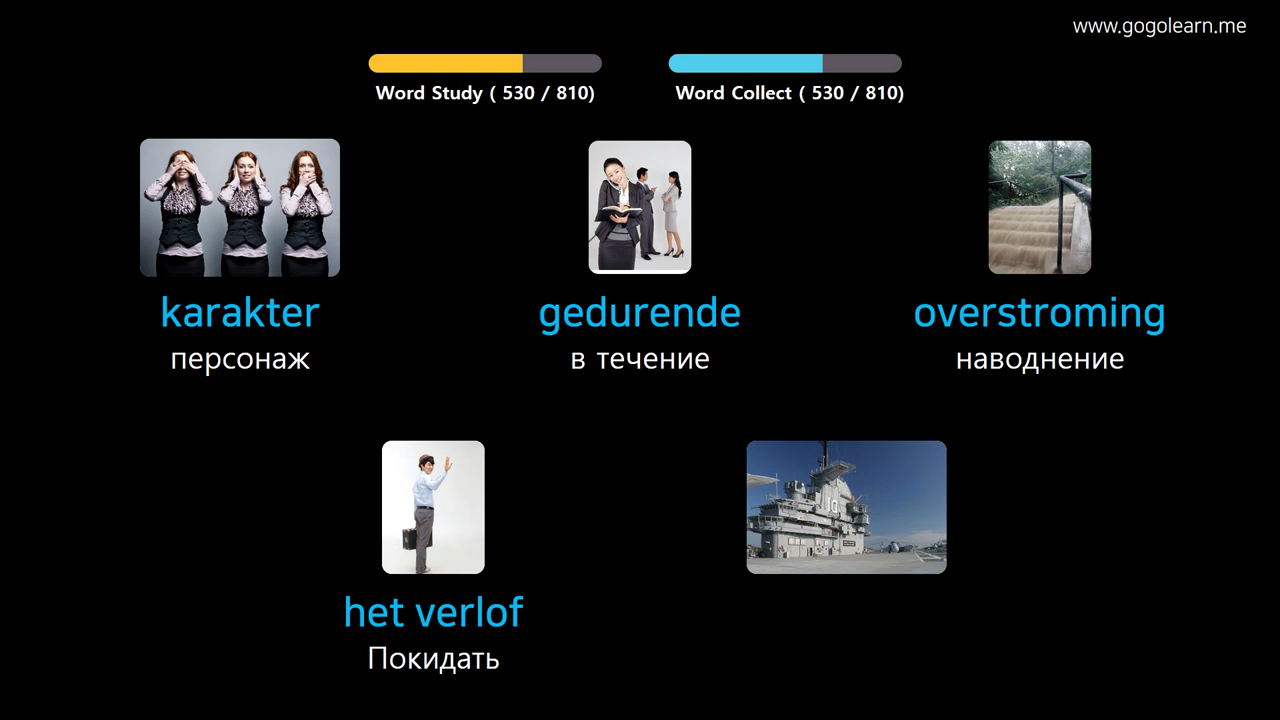 www.gogolearn.me
Word Study ( 530 / 810)
Word Collect ( 530 / 810)
karakter
персонаж
gedurende
в течение
overstroming
наводнение
10
het verlof
Покидать